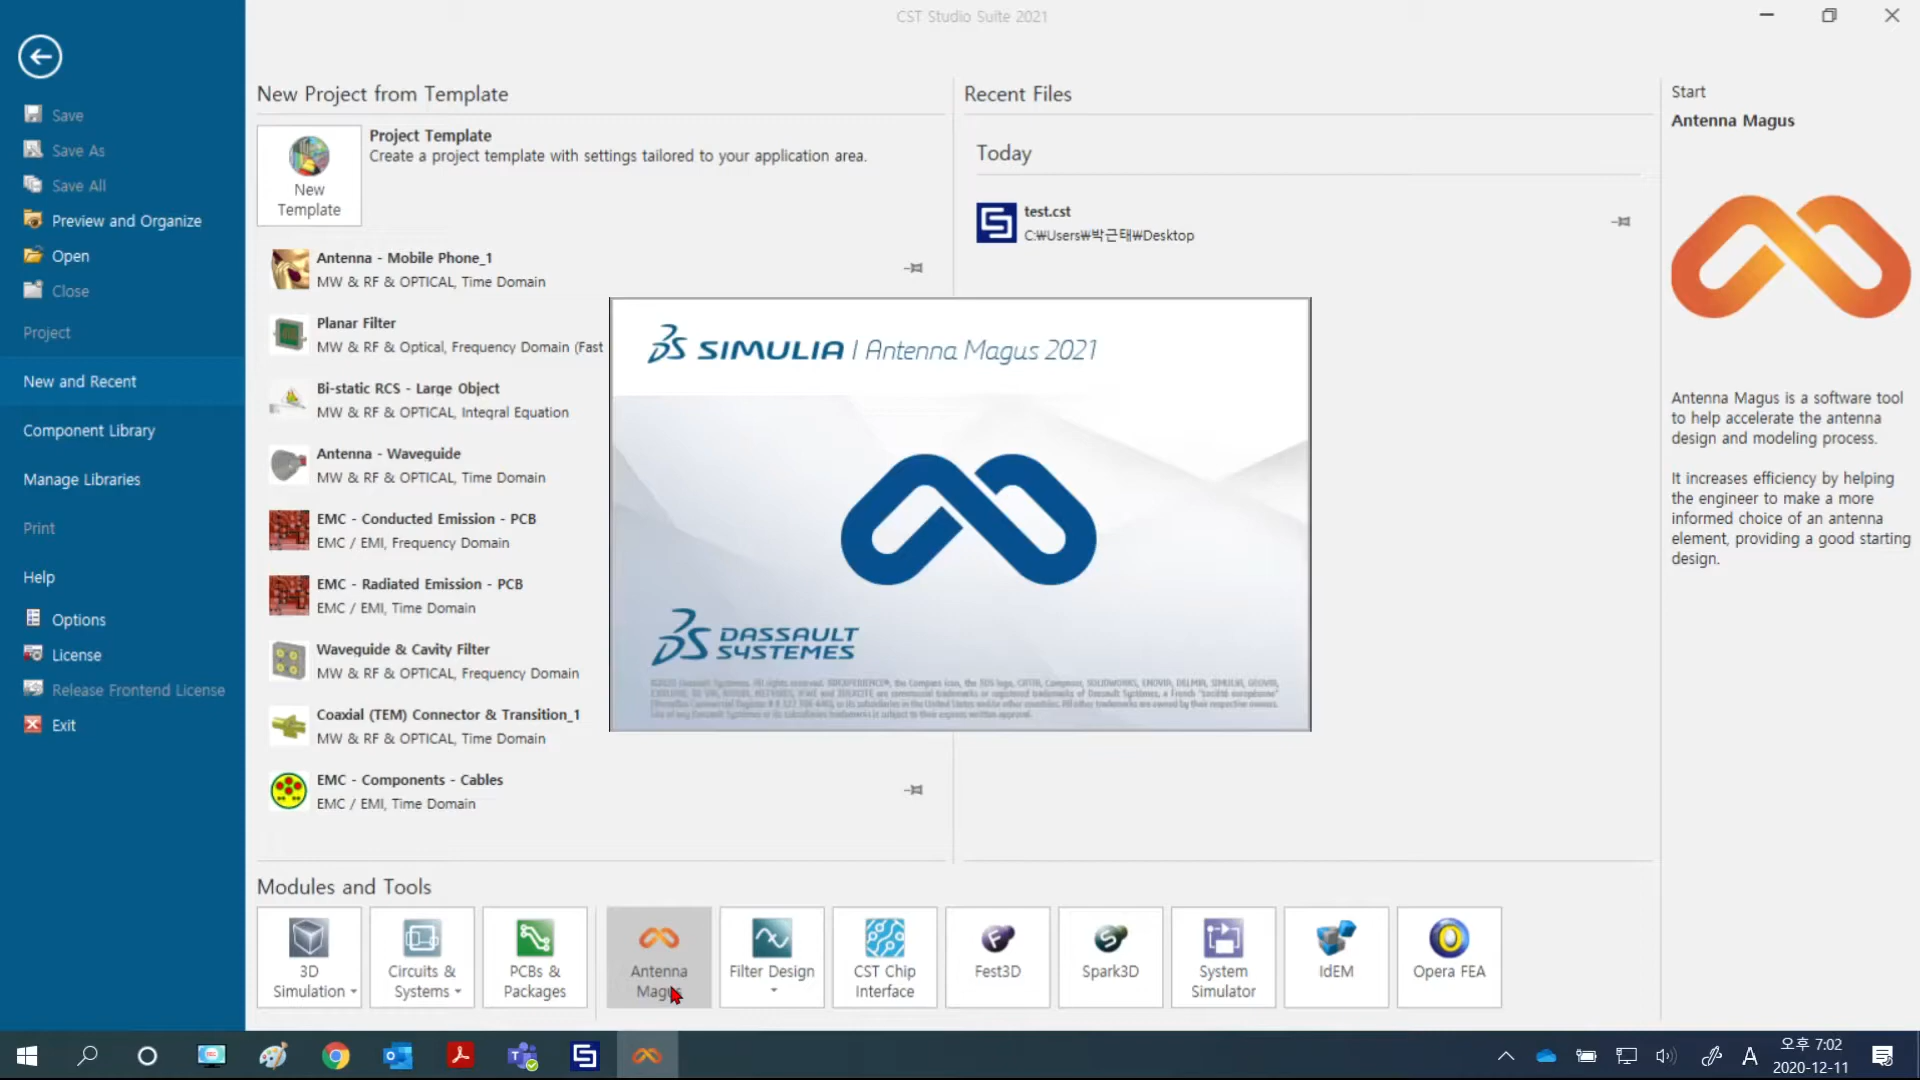 CST Studio Suite 2021
Save
Save As
Save All
Preview and Organize
Open
Close
Project
New and Recent
Component Library
Manage Libraries
Print
Help
Options
License
Release Frontend License
Exit
New Project from Template
New
Template
Project Template
Create a project template with settings tailored to your application area.
Antenna - Mobile Phone_1
MW & RF & OPTICAL, Time Domain
Planar Filter
MW & RF & Optical, Frequency Domain (Fast
Bi-static RCS - Large Object
MW & RF & OPTICAL, Integral Equation
Antenna - Waveguide
MW & RF & OPTICAL, Time Domain
EMC - Conducted Emission - PCB
EMC / EMI, Frequency Domain
EMC - Radiated Emission - PCB
EMC / EMI, Time Domain
Waveguide & Cavity Filter
MW & RF & OPTICAL, Frequency Domain
Coaxial (TEM) Connector & Transition_1
MW & RF & OPTICAL, Time Domain
EMC - Components - Cables
EMC / EMI, Time Domain
Recent Files
Today
test.cst
C:₩Users₩박근태₩Desktop
SIMULIA | Antenna Magus 2021
DASSAULT
SYSTEMES
Start
Antenna Magus
Antenna Magus is a software tool
to help accelerate the antenna
design and modeling process.
It increases efficiency by helping
the engineer to make a more
informed choice of an antenna
element, providing a good starting
design.
Modules and Tools
3D
Simulation
Circuits &
Systems
PCBs &
Packages
Antenna
Magus
Filter Design
CST Chip
Interface
Fest3D
Spark3D
System
Simulator
IdEM
Opera FEA
A
오후 7:02
2020-12-11